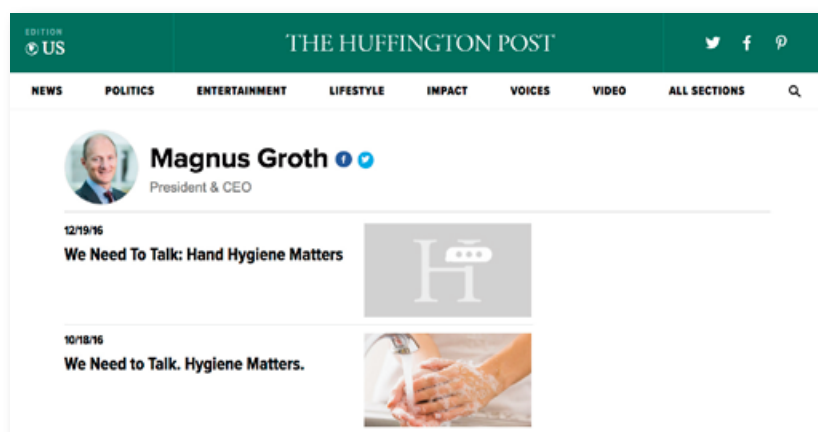 EDITION
US
THE HUFFINGTON POST
NEWS POLITICS ENTERTAINMENT LIFESTYLE IMPACT VOICES VIDEO ALL SECTIONS
Magnus Groth
President & CEO
12/19/16
We Need To Talk: Hand Hygiene Matters
10/18/16
We Need to Talk. Hygiene Matters.